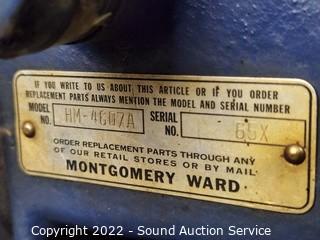 IF YOU WRITE TO US ABOUT THIS ARTICLE OR IF YOU ORDER
REPLACEMENT PARTS ALWAYS MENTION THE MODEL AND SERIAL NUMBER
MODEL NO. HM-4607A SERIAL NO. 65X
ORDER REPLACEMENT PARTS THROUGH ANY
OF OUR RETAIL STORES OR BY MAIL
MONTGOMERY WARD
Copyright 2022 - Sound Auction Service